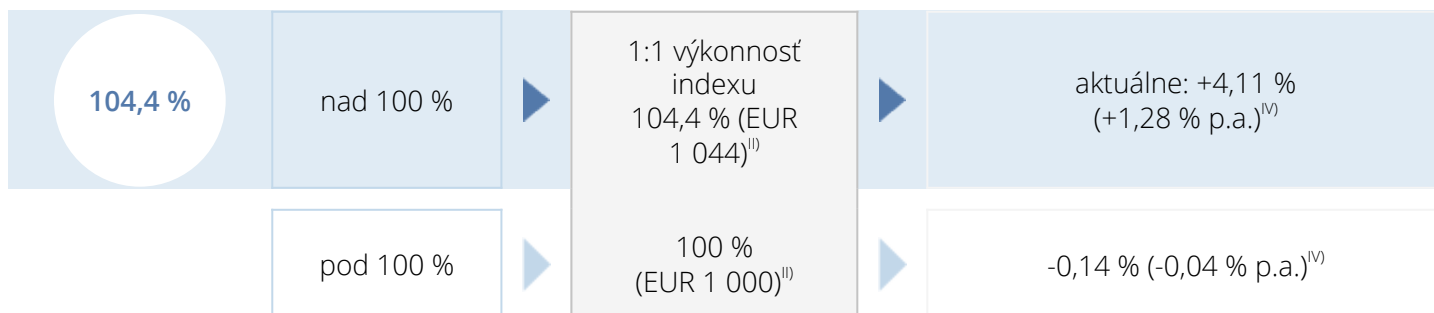 104,4 %
nad 100 %
1:1 výkonnosť
indexu
104,4 % (EUR
1 044)II)
aktuálne: +4,11 %
(+1,28 % p.a.)IV)
pod 100 %
100 %
(EUR 1 000)II)
-0,14 % (-0,04 % p.a.)IV)